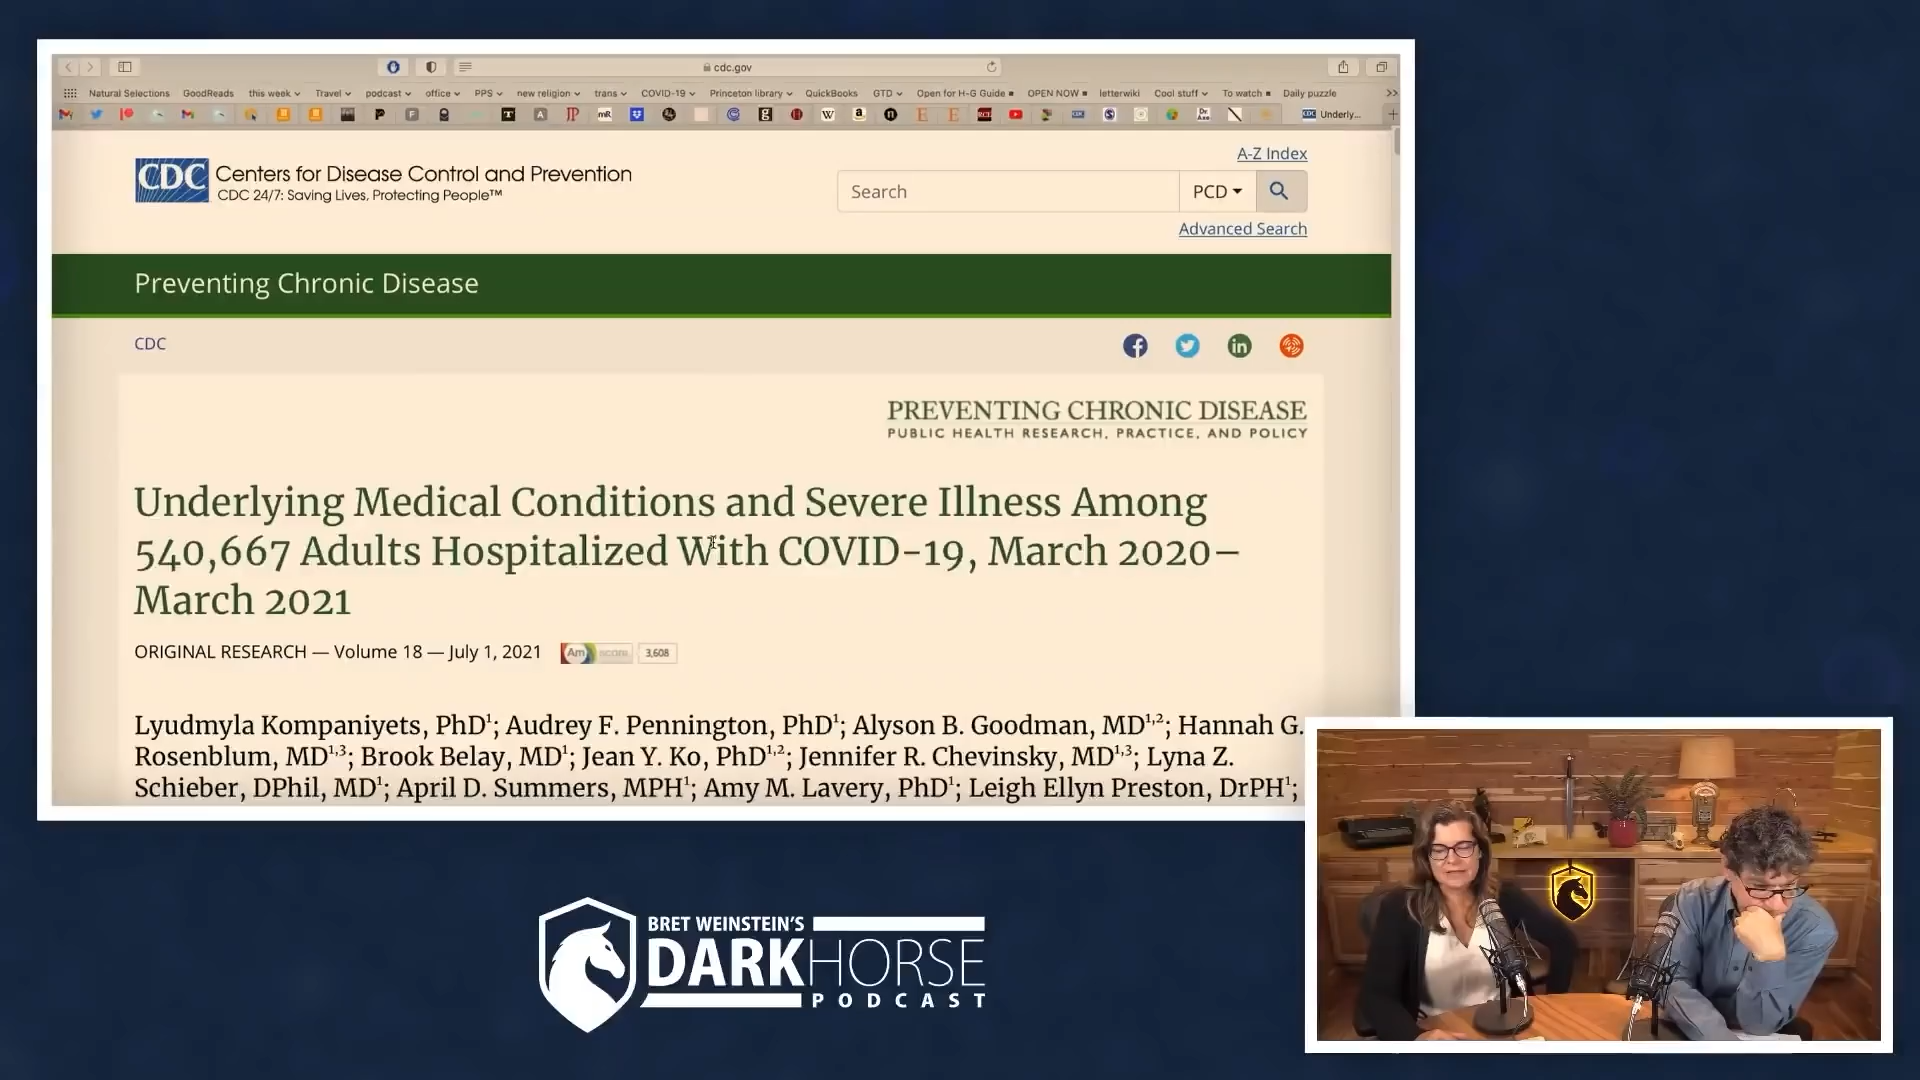 cdc.gov
Natural Selections GoodReads this week Travel podcast office PPS new religion trans COVID-19 Princeton library QuickBooks GTD Open for H-G Guide OPEN NOW letterwiki Cool stuff To watch Daily puzzle >>
P F T A JP mR g W a n E E RCL CDC S CDC Underly... +
A-Z Index
CDC Centers for Disease Control and Prevention
CDC 24/7: Saving Lives, Protecting People™
Search PCD
Advanced Search
Preventing Chronic Disease
CDC
PREVENTING CHRONIC DISEASE
PUBLIC HEALTH RESEARCH, PRACTICE, AND POLICY
Underlying Medical Conditions and Severe Illness Among
540,667 Adults Hospitalized With COVID-19, March 2020–
March 2021
ORIGINAL RESEARCH — Volume 18 — July 1, 2021 Am score 3,608
Lyudmyla Kompaniyets, PhD¹; Audrey F. Pennington, PhD¹; Alyson B. Goodman, MD¹,²; Hannah G.
Rosenblum, MD¹,³; Brook Belay, MD¹; Jean Y. Ko, PhD¹,²; Jennifer R. Chevinsky, MD¹,³; Lyna Z.
Schieber, DPhil, MD¹; April D. Summers, MPH¹; Amy M. Lavery, PhD¹; Leigh Ellyn Preston, DrPH¹;
BRET WEINSTEIN'S
DARKHORSE
PODCAST